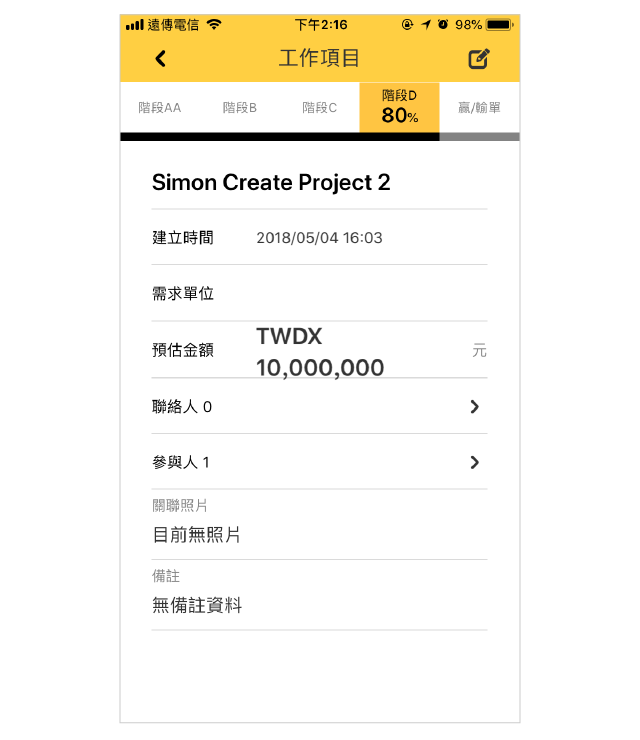 遠傳電信 下午2:16 98%
工作項目
階段AA 階段B 階段C 階段D 80% 贏/輸單
Simon Create Project 2
建立時間 2018/05/04 16:03
需求單位
預估金額 TWDX 10,000,000 元
聯絡人 0
參與人 1
關聯照片
目前無照片
備註
無備註資料